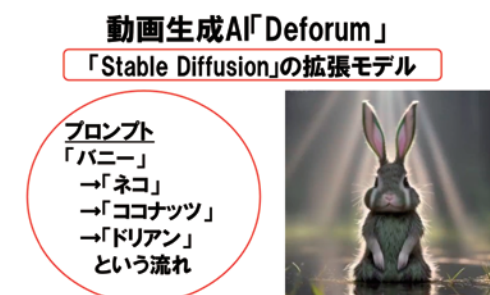 動画生成AI「Deforum」
「Stable Diffusion」の拡張モデル
プロンプト
「バニー」
→「ネコ」
→「ココナッツ」
→「ドリアン」
という流れ